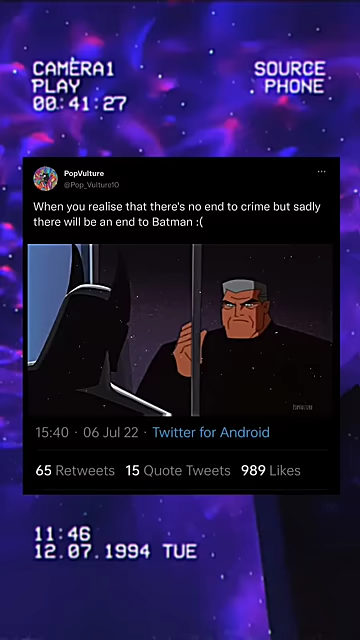 CAMERA1
PLAY
00:41:27
SOURCE
PHONE
PopVulture
@Pop_Vulture10
When you realise that there's no end to crime but sadly
there will be an end to Batman :(
15:40 · 06 Jul 22 · Twitter for Android
65 Retweets 15 Quote Tweets 989 Likes
11:46
12.07.1994 TUE